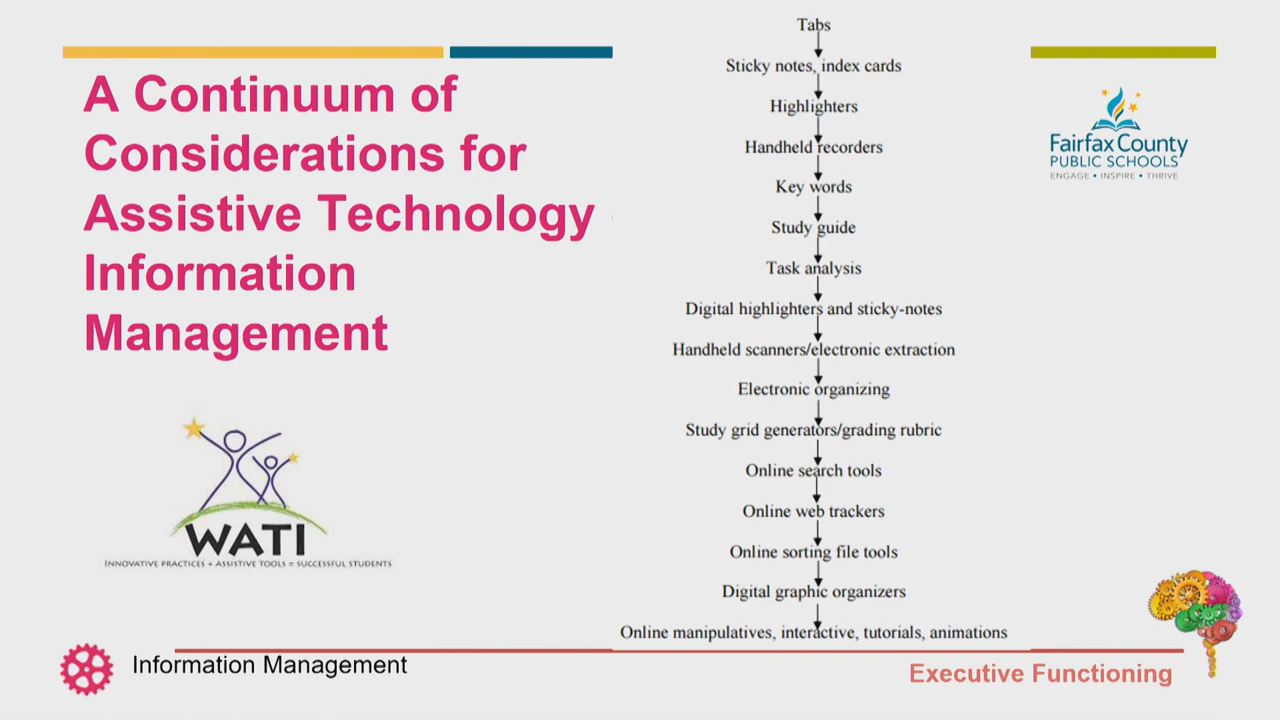 A Continuum of
Considerations for
Assistive Technology
Information
Management
WATI
INNOVATIVE PRACTICES + ASSISTIVE TOOLS = SUCCESSFUL STUDENTS
Tabs
Sticky notes, index cards
Highlighters
Handheld recorders
Key words
Study guide
Task analysis
Digital highlighters and sticky-notes
Handheld scanners/electronic extraction
Electronic organizing
Study grid generators/grading rubric
Online search tools
Online web trackers
Online sorting file tools
Digital graphic organizers
Online manipulatives, interactive, tutorials, animations
Fairfax County
PUBLIC SCHOOLS
ENGAGE • INSPIRE • THRIVE
Information Management
Executive Functioning